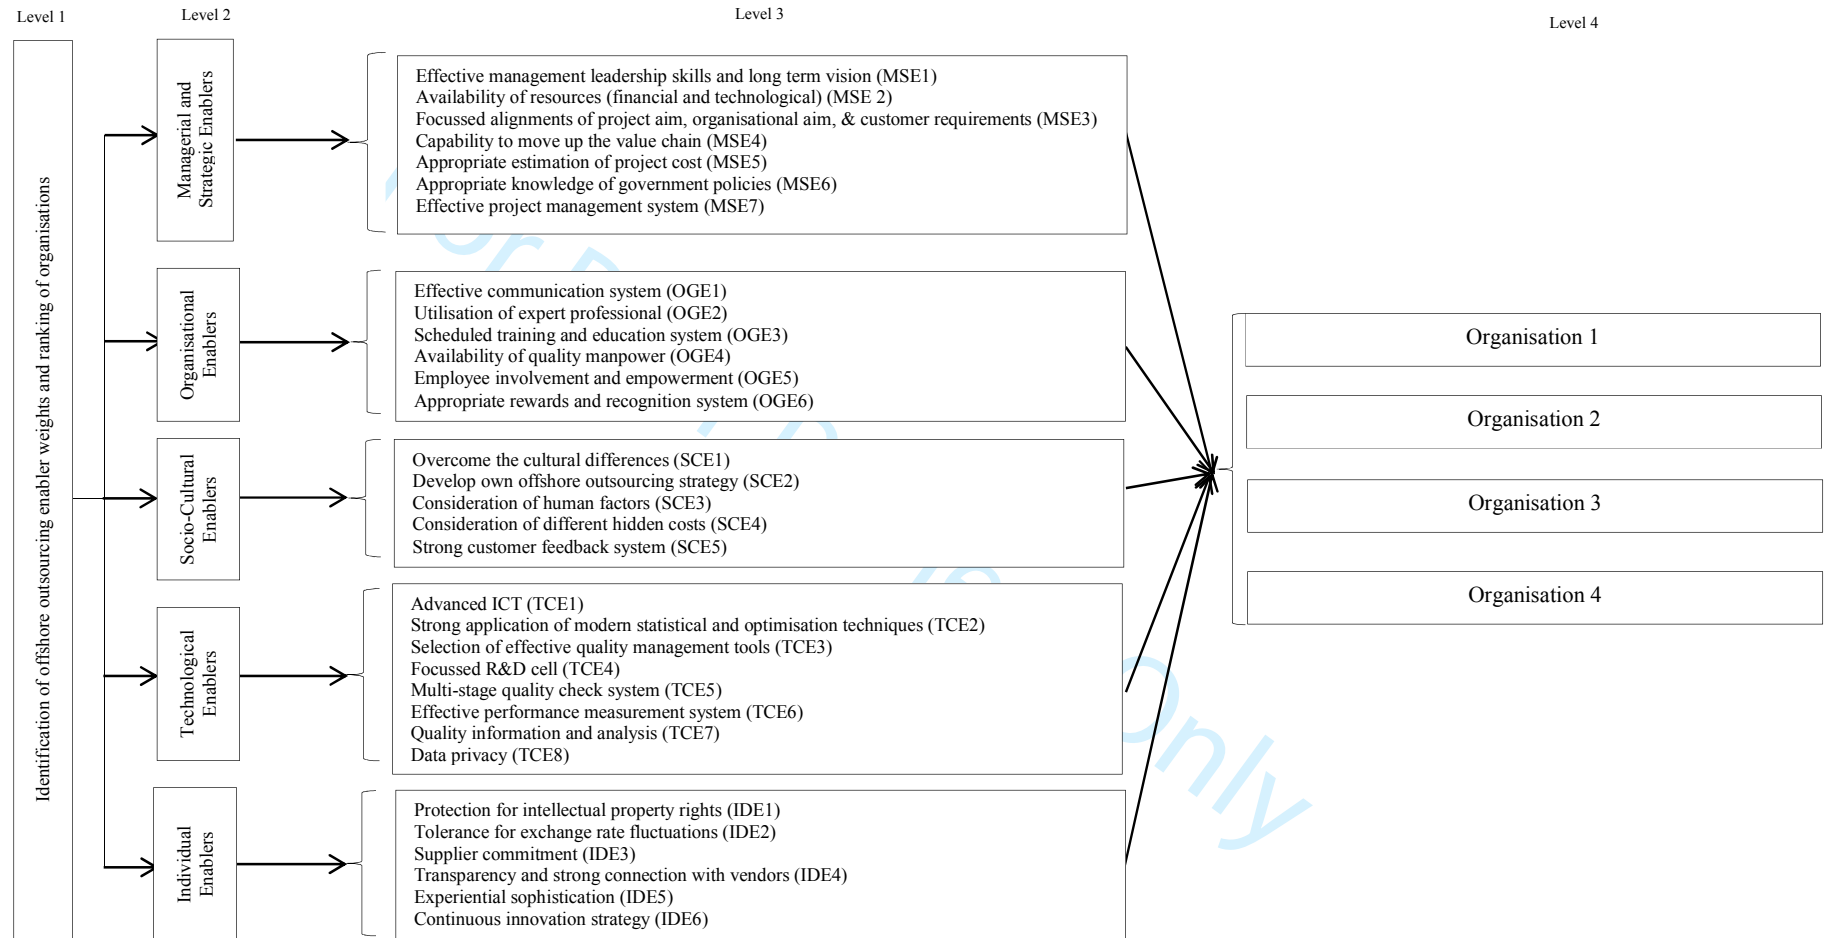 Level 1
Level 2
Level 3
Level 4
Identification of offshore outsourcing enabler weights and ranking of organisations
Managerial and
Strategic Enablers
Effective management leadership skills and long term vision (MSE1)
Availability of resources (financial and technological) (MSE 2)
Focussed alignments of project aim, organisational aim, & customer requirements (MSE3)
Capability to move up the value chain (MSE4)
Appropriate estimation of project cost (MSE5)
Appropriate knowledge of government policies (MSE6)
Effective project management system (MSE7)
Organisational
Enablers
Effective communication system (OGE1)
Utilisation of expert professional (OGE2)
Scheduled training and education system (OGE3)
Availability of quality manpower (OGE4)
Employee involvement and empowerment (OGE5)
Appropriate rewards and recognition system (OGE6)
Socio-Cultural
Enablers
Overcome the cultural differences (SCE1)
Develop own offshore outsourcing strategy (SCE2)
Consideration of human factors (SCE3)
Consideration of different hidden costs (SCE4)
Strong customer feedback system (SCE5)
Technological
Enablers
Advanced ICT (TCE1)
Strong application of modern statistical and optimisation techniques (TCE2)
Selection of effective quality management tools (TCE3)
Focussed R&D cell (TCE4)
Multi-stage quality check system (TCE5)
Effective performance measurement system (TCE6)
Quality information and analysis (TCE7)
Data privacy (TCE8)
Individual
Enablers
Protection for intellectual property rights (IDE1)
Tolerance for exchange rate fluctuations (IDE2)
Supplier commitment (IDE3)
Transparency and strong connection with vendors (IDE4)
Experiential sophistication (IDE5)
Continuous innovation strategy (IDE6)
Organisation 1
Organisation 2
Organisation 3
Organisation 4
Only